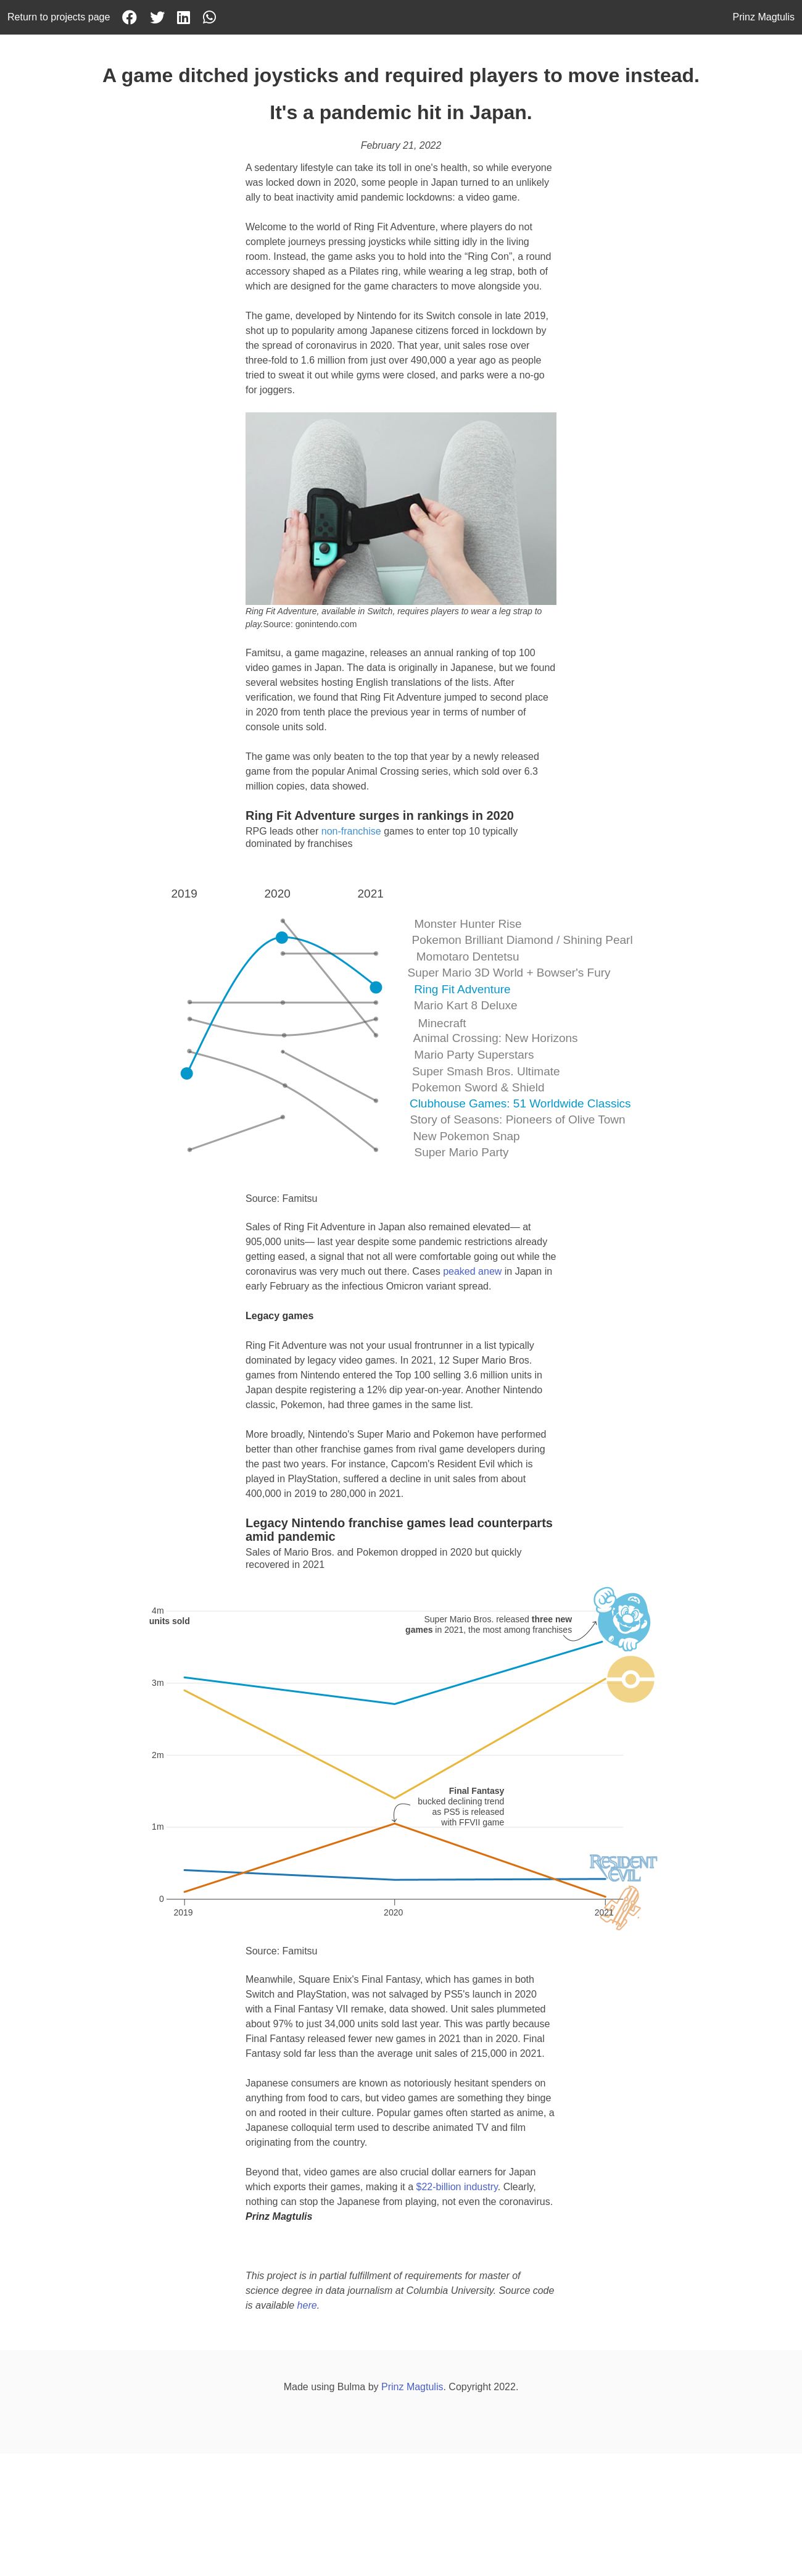 Return to projects page
Prinz Magtulis
A game ditched joysticks and required players to move instead.
It's a pandemic hit in Japan.
February 21, 2022
A sedentary lifestyle can take its toll in one's health, so while everyone
was locked down in 2020, some people in Japan turned to an unlikely
ally to beat inactivity amid pandemic lockdowns: a video game.
Welcome to the world of Ring Fit Adventure, where players do not
complete journeys pressing joysticks while sitting idly in the living
room. Instead, the game asks you to hold into the “Ring Con”, a round
accessory shaped as a Pilates ring, while wearing a leg strap, both of
which are designed for the game characters to move alongside you.
The game, developed by Nintendo for its Switch console in late 2019,
shot up to popularity among Japanese citizens forced in lockdown by
the spread of coronavirus in 2020. That year, unit sales rose over
three-fold to 1.6 million from just over 490,000 a year ago as people
tried to sweat it out while gyms were closed, and parks were a no-go
for joggers.
Ring Fit Adventure, available in Switch, requires players to wear a leg strap to
play.Source: gonintendo.com
Famitsu, a game magazine, releases an annual ranking of top 100
video games in Japan. The data is originally in Japanese, but we found
several websites hosting English translations of the lists. After
verification, we found that Ring Fit Adventure jumped to second place
in 2020 from tenth place the previous year in terms of number of
console units sold.
The game was only beaten to the top that year by a newly released
game from the popular Animal Crossing series, which sold over 6.3
million copies, data showed.
Ring Fit Adventure surges in rankings in 2020
RPG leads other non-franchise games to enter top 10 typically
dominated by franchises
2019 2020 2021
Monster Hunter Rise
Pokemon Brilliant Diamond / Shining Pearl
Momotaro Dentetsu
Super Mario 3D World + Bowser's Fury
Ring Fit Adventure
Mario Kart 8 Deluxe
Minecraft
Animal Crossing: New Horizons
Mario Party Superstars
Super Smash Bros. Ultimate
Pokemon Sword & Shield
Clubhouse Games: 51 Worldwide Classics
Story of Seasons: Pioneers of Olive Town
New Pokemon Snap
Super Mario Party
Source: Famitsu
Sales of Ring Fit Adventure in Japan also remained elevated— at
905,000 units— last year despite some pandemic restrictions already
getting eased, a signal that not all were comfortable going out while the
coronavirus was very much out there. Cases peaked anew in Japan in
early February as the infectious Omicron variant spread.
Legacy games
Ring Fit Adventure was not your usual frontrunner in a list typically
dominated by legacy video games. In 2021, 12 Super Mario Bros.
games from Nintendo entered the Top 100 selling 3.6 million units in
Japan despite registering a 12% dip year-on-year. Another Nintendo
classic, Pokemon, had three games in the same list.
More broadly, Nintendo's Super Mario and Pokemon have performed
better than other franchise games from rival game developers during
the past two years. For instance, Capcom's Resident Evil which is
played in PlayStation, suffered a decline in unit sales from about
400,000 in 2019 to 280,000 in 2021.
Legacy Nintendo franchise games lead counterparts
amid pandemic
Sales of Mario Bros. and Pokemon dropped in 2020 but quickly
recovered in 2021
4m
units sold
Super Mario Bros. released three new
games in 2021, the most among franchises
3m
2m
Final Fantasy
bucked declining trend
as PS5 is released
with FFVII game
1m
RESIDENT
EVIL
0
2019 2020 2021
Source: Famitsu
Meanwhile, Square Enix's Final Fantasy, which has games in both
Switch and PlayStation, was not salvaged by PS5's launch in 2020
with a Final Fantasy VII remake, data showed. Unit sales plummeted
about 97% to just 34,000 units sold last year. This was partly because
Final Fantasy released fewer new games in 2021 than in 2020. Final
Fantasy sold far less than the average unit sales of 215,000 in 2021.
Japanese consumers are known as notoriously hesitant spenders on
anything from food to cars, but video games are something they binge
on and rooted in their culture. Popular games often started as anime, a
Japanese colloquial term used to describe animated TV and film
originating from the country.
Beyond that, video games are also crucial dollar earners for Japan
which exports their games, making it a $22-billion industry. Clearly,
nothing can stop the Japanese from playing, not even the coronavirus.
Prinz Magtulis
This project is in partial fulfillment of requirements for master of
science degree in data journalism at Columbia University. Source code
is available here.
Made using Bulma by Prinz Magtulis. Copyright 2022.